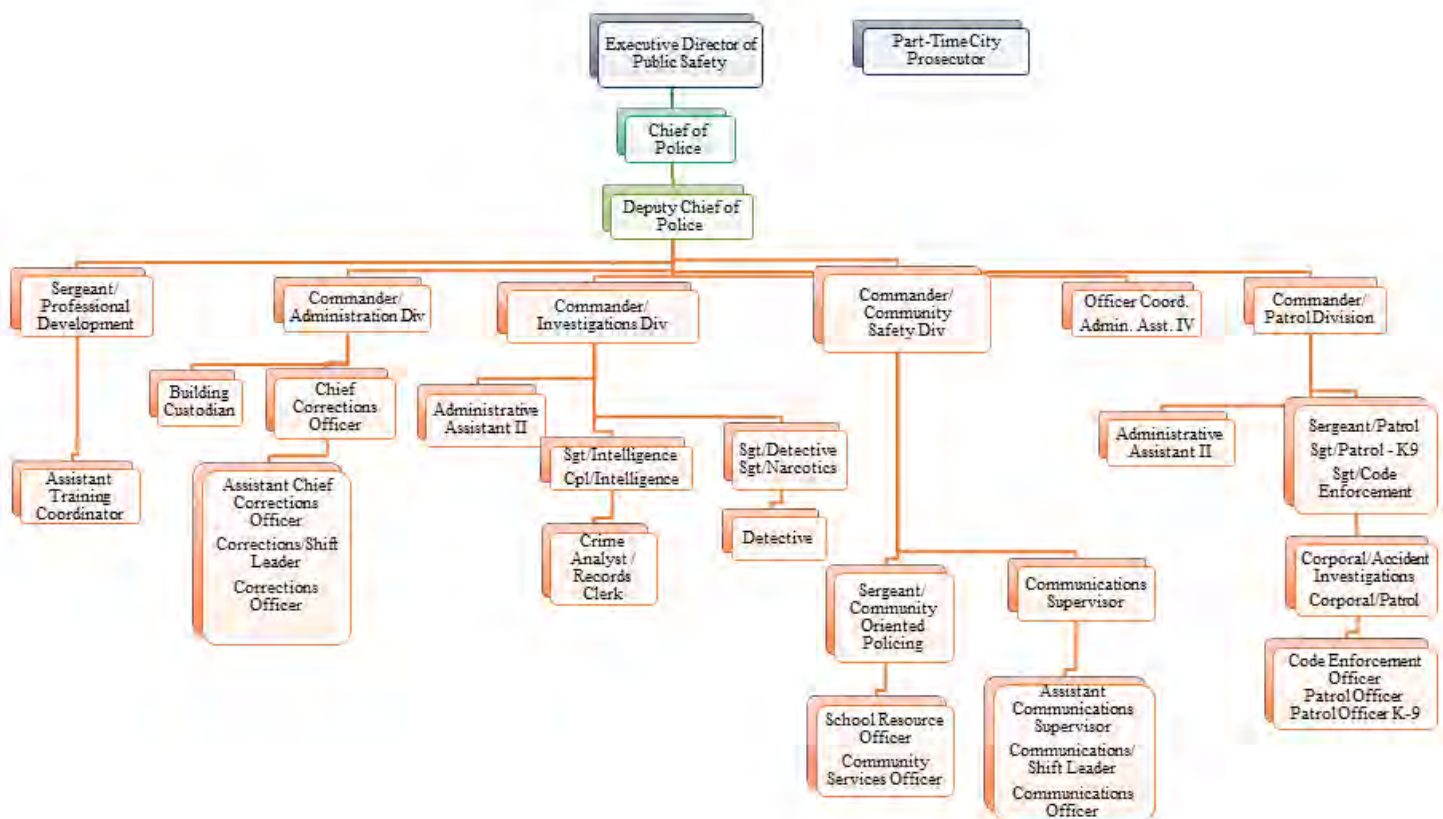 Executive Director of
Public Safety
Part-Time City
Prosecutor
Chief of
Police
Deputy Chief of
Police
Sergeant/
Professional
Development
Commander/
Administration Div
Commander/
Investigations Div
Commander/
Community
Safety Div
Officer Coord.
Admin. Asst. IV
Commander/
Patrol Division
Building
Custodian
Chief
Corrections
Officer
Administrative
Assistant II
Sgt/Intelligence
Cpl/Intelligence
Sgt/Detective
Sgt/Narcotics
Administrative
Assistant II
Sergeant/Patrol
Sgt/Patrol - K9
Sgt/Code
Enforcement
Assistant
Training
Coordinator
Assistant Chief
Corrections
Officer
Corrections/Shift
Leader
Corrections
Officer
Crime
Analyst /
Records
Clerk
Detective
Sergeant/
Community
Oriented
Policing
Communications
Supervisor
Corporal/Accident
Investigations
Corporal/Patrol
School Resource
Officer
Community
Services Officer
Assistant
Communications
Supervisor
Communications/
Shift Leader
Communications
Officer
Code Enforcement
Officer
Patrol Officer
Patrol Officer K-9